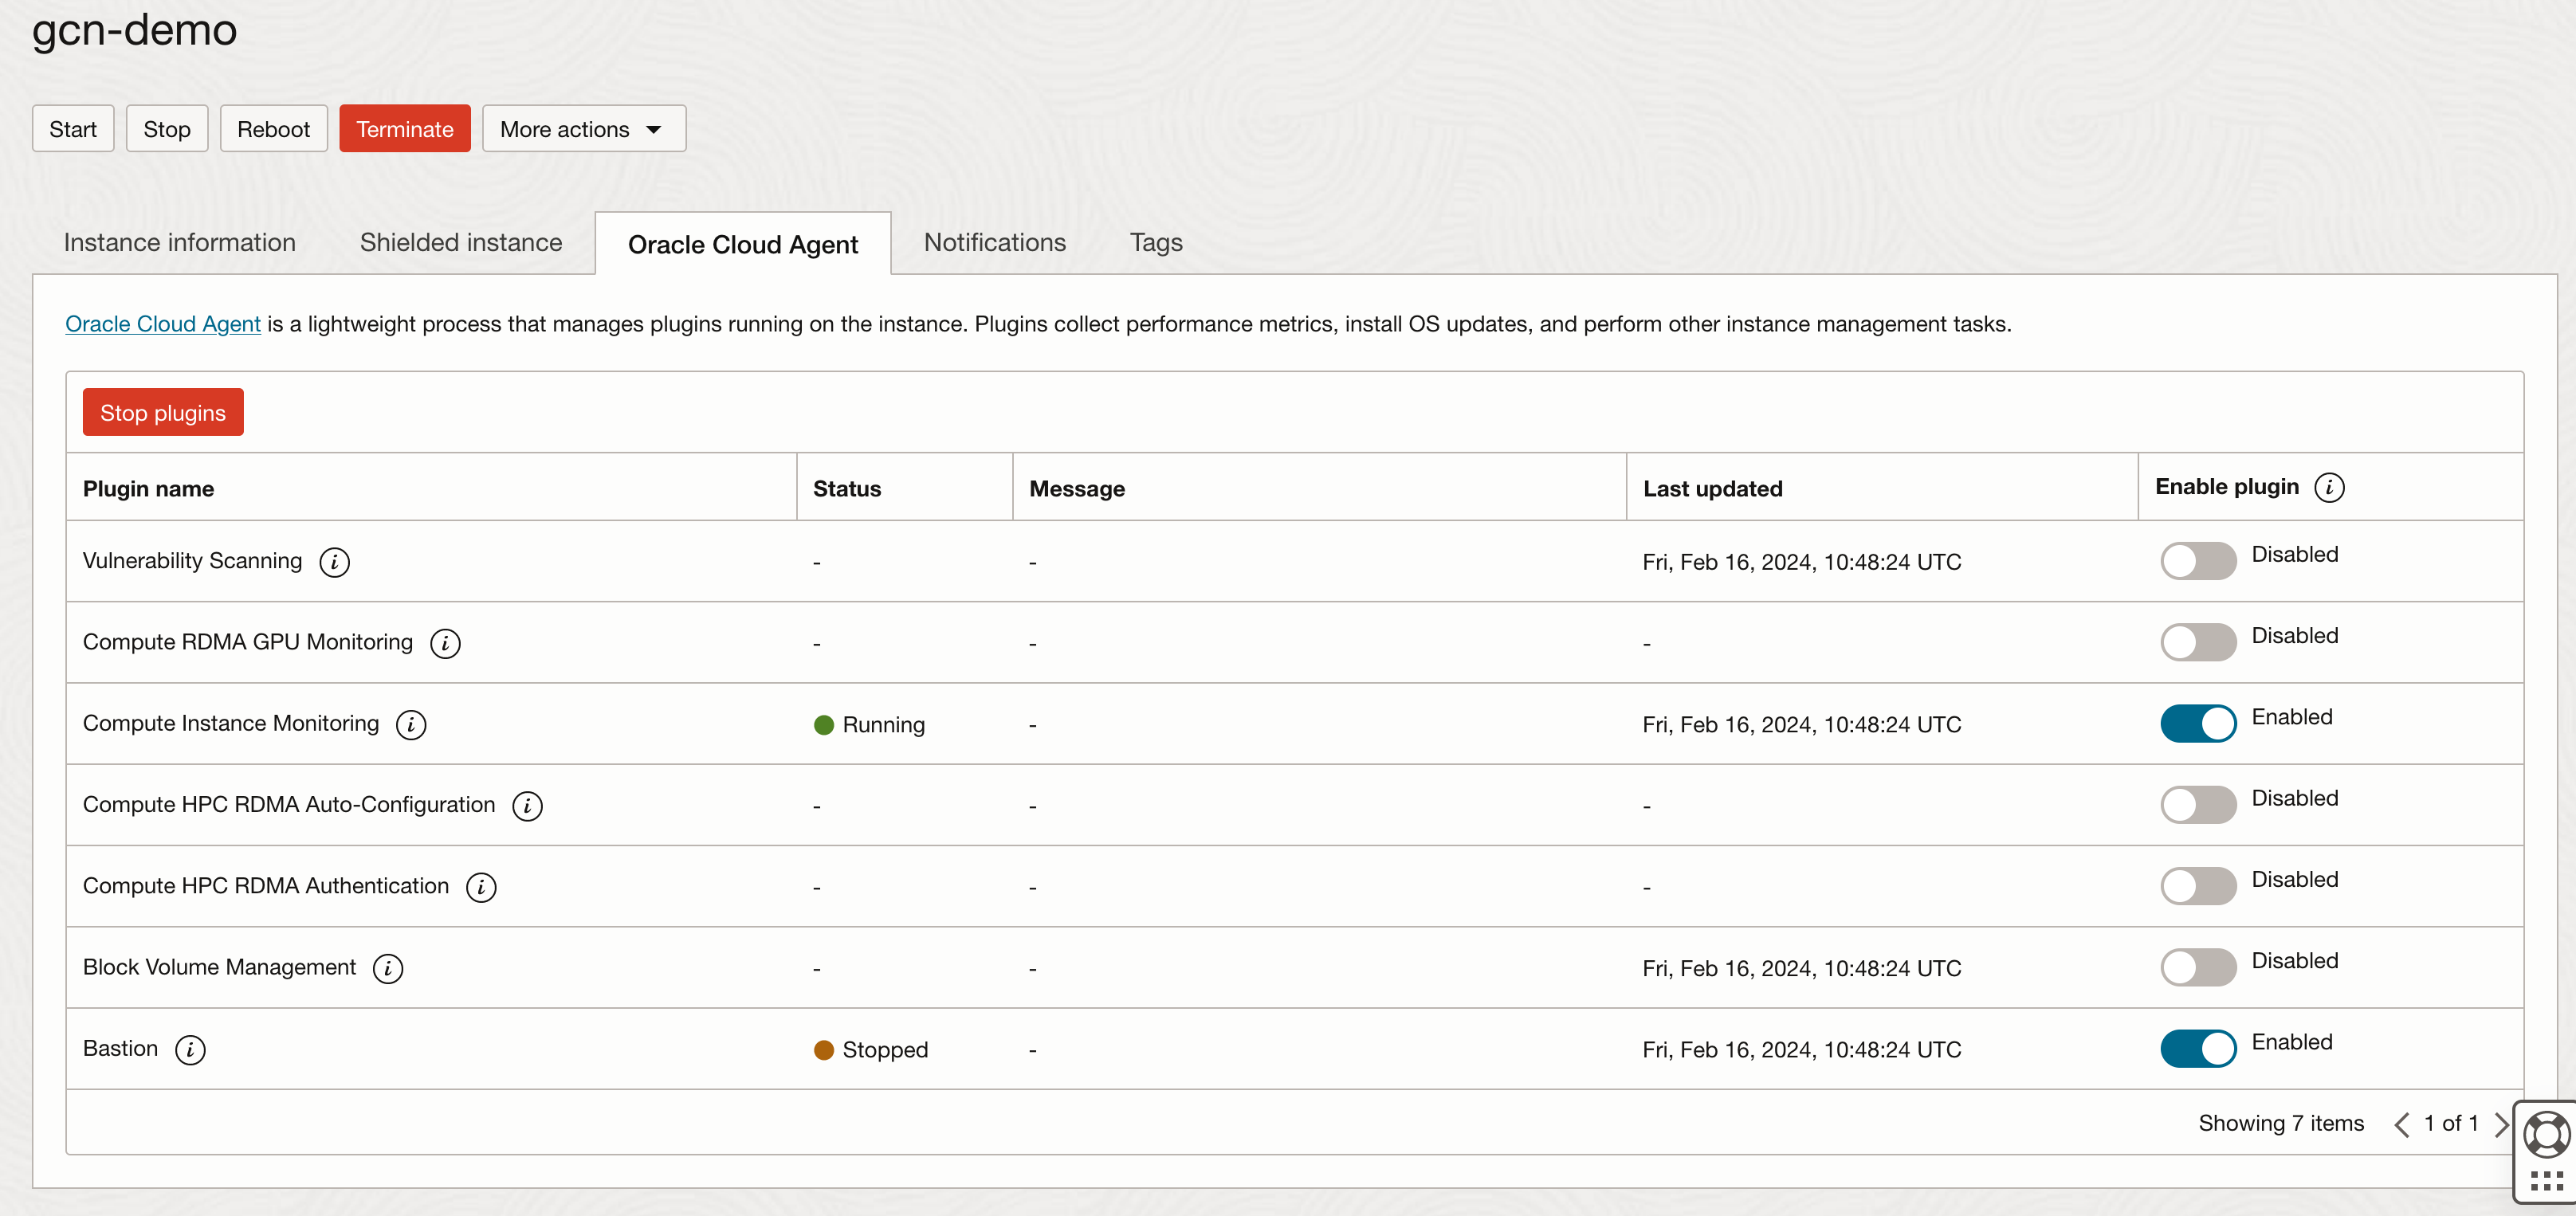 gcn-demo
Start Stop Reboot Terminate More actions
Instance information Shielded instance Oracle Cloud Agent Notifications Tags
Oracle Cloud Agent is a lightweight process that manages plugins running on the instance. Plugins collect performance metrics, install OS updates, and perform other instance management tasks.
Stop plugins
Plugin name Status Message Last updated Enable plugin i
Vulnerability Scanning i - - Fri, Feb 16, 2024, 10:48:24 UTC Disabled
Compute RDMA GPU Monitoring i - - - Disabled
Compute Instance Monitoring i Running - Fri, Feb 16, 2024, 10:48:24 UTC Enabled
Compute HPC RDMA Auto-Configuration i - - - Disabled
Compute HPC RDMA Authentication i - - - Disabled
Block Volume Management i - - Fri, Feb 16, 2024, 10:48:24 UTC Disabled
Bastion i Stopped - Fri, Feb 16, 2024, 10:48:24 UTC Enabled
Showing 7 items 1 of 1